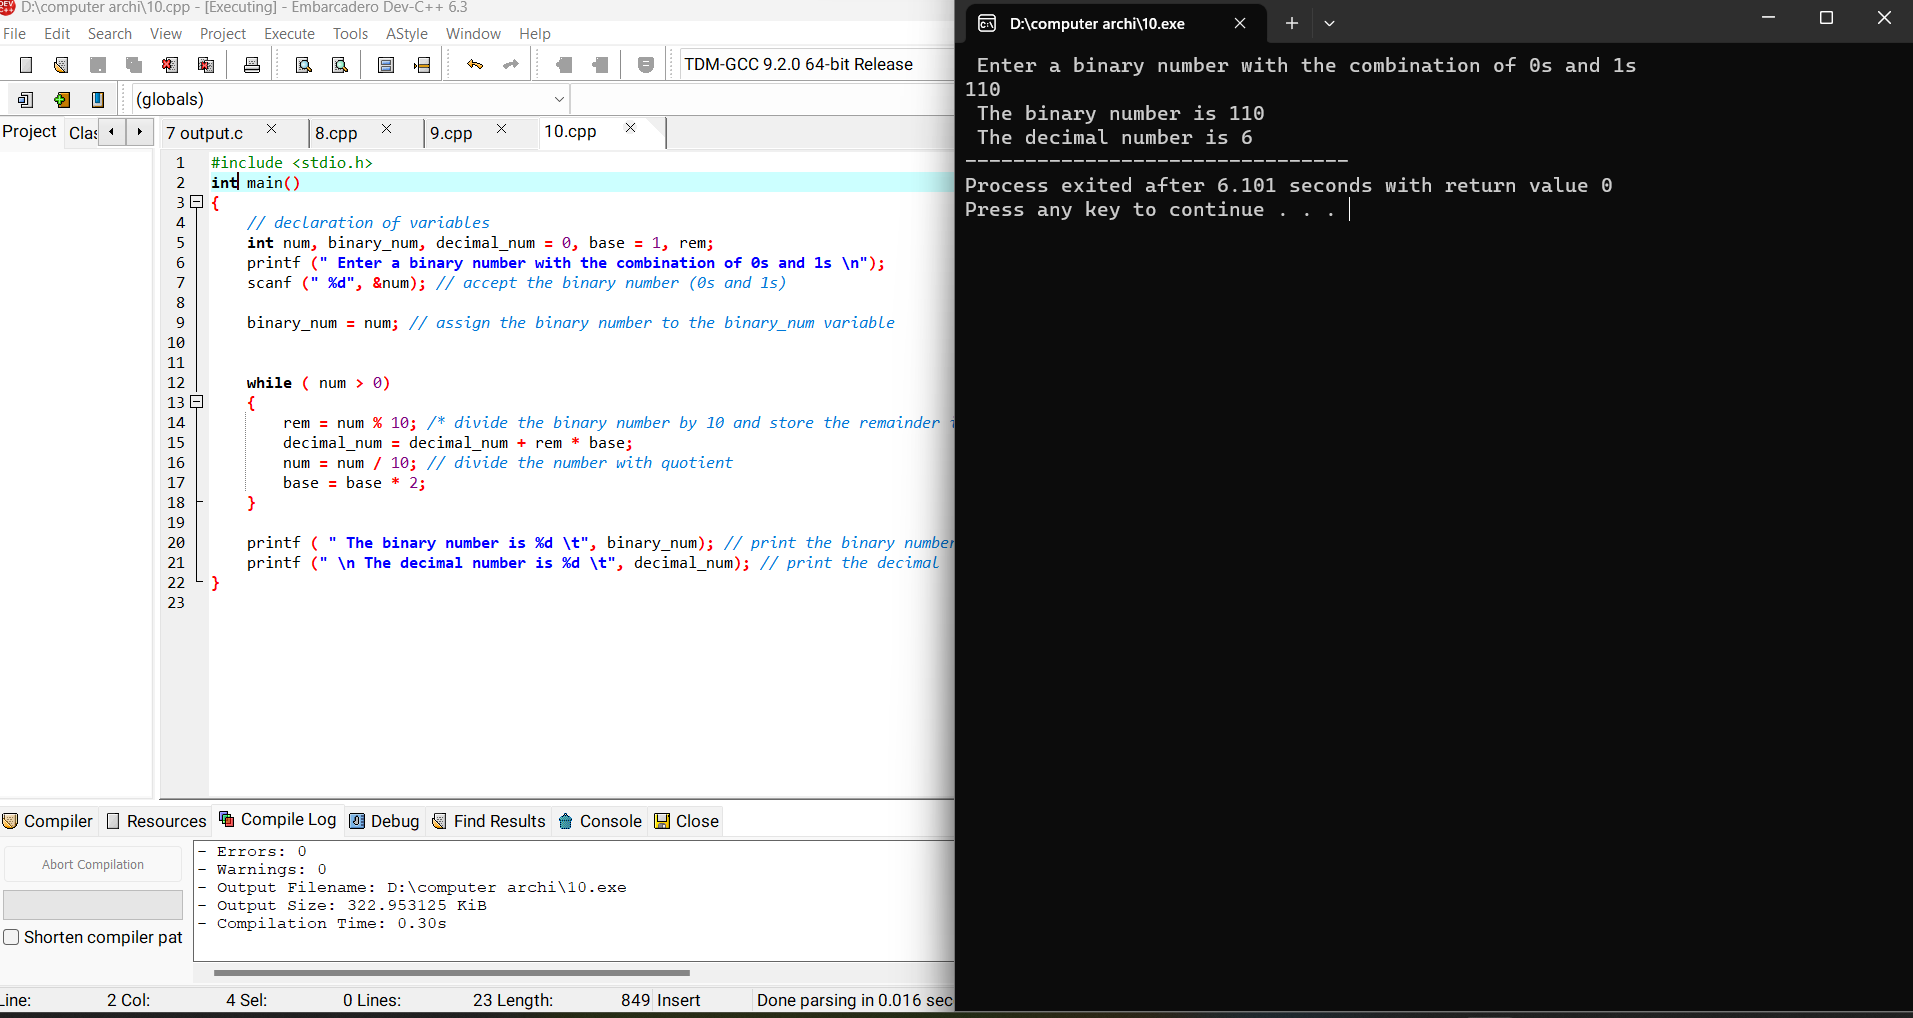 D:\computer archi\10.cpp - [Executing] - Embarcadero Dev-C++ 6.3
File Edit Search View Project Execute Tools AStyle Window Help
TDM-GCC 9.2.0 64-bit Release
(globals)
Project Clas 7 output.c 8.cpp 9.cpp 10.cpp
1 #include <stdio.h>
2 int main()
3 {
4 // declaration of variables
5 int num, binary_num, decimal_num = 0, base = 1, rem;
6 printf (" Enter a binary number with the combination of 0s and 1s \n");
7 scanf (" %d", &num); // accept the binary number (0s and 1s)
8
9 binary_num = num; // assign the binary number to the binary_num variable
10
11
12 while ( num > 0)
13 {
14 rem = num % 10; /* divide the binary number by 10 and store the remainder
15 decimal_num = decimal_num + rem * base;
16 num = num / 10; // divide the number with quotient
17 base = base * 2;
18 }
19
20 printf ( " The binary number is %d \t", binary_num); // print the binary number
21 printf (" \n The decimal number is %d \t", decimal_num); // print the decimal
22 }
23
Compiler Resources Compile Log Debug Find Results Console Close
Abort Compilation
Shorten compiler pat
- Errors: 0
- Warnings: 0
- Output Filename: D:\computer archi\10.exe
- Output Size: 322.953125 KiB
- Compilation Time: 0.30s
Line: 2 Col: 4 Sel: 0 Lines: 23 Length: 849 Insert Done parsing in 0.016 sec
D:\computer archi\10.exe
Enter a binary number with the combination of 0s and 1s
110
The binary number is 110
The decimal number is 6
--------------------------------
Process exited after 6.101 seconds with return value 0
Press any key to continue . . .